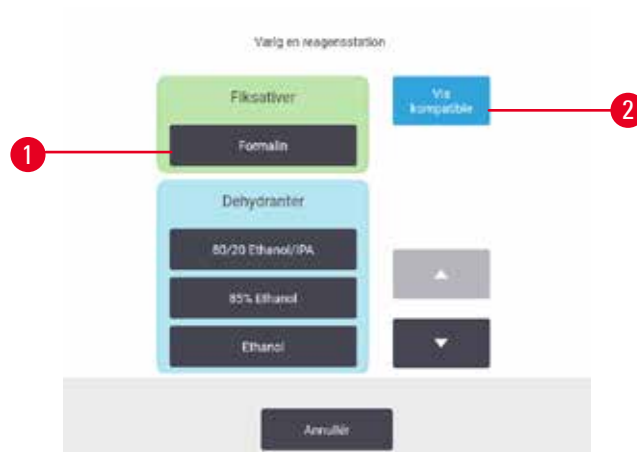 Vælg en reagensstation
Fiksativer
Vis
kompatible
1
Formalin
2
Dehydranter
80/20 Ethanol/IPA
85% Ethanol
Ethanol
Annullér